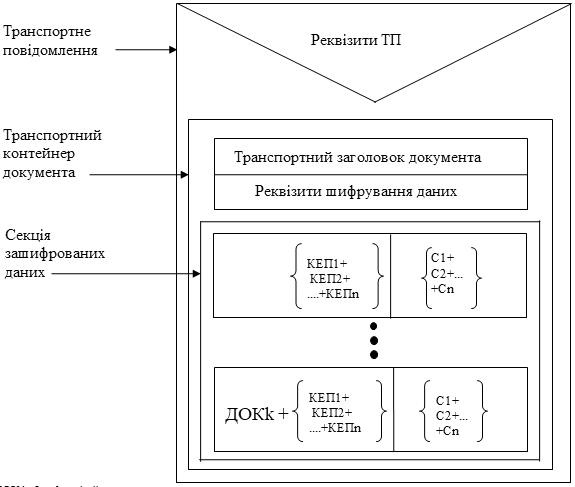 Транспортне
повідомлення
Реквізити ТП
Транспортний
контейнер
документа
Транспортний заголовок документа
Реквізити шифрування даних
Секція
зашифрованих
даних
КЕП1+
КЕП2+
....+КЕПn
С1+
С2+...
+Сn
ДОКk +
КЕП1+
КЕП2+
....+КЕПn
С1+
С2+...
+Сn